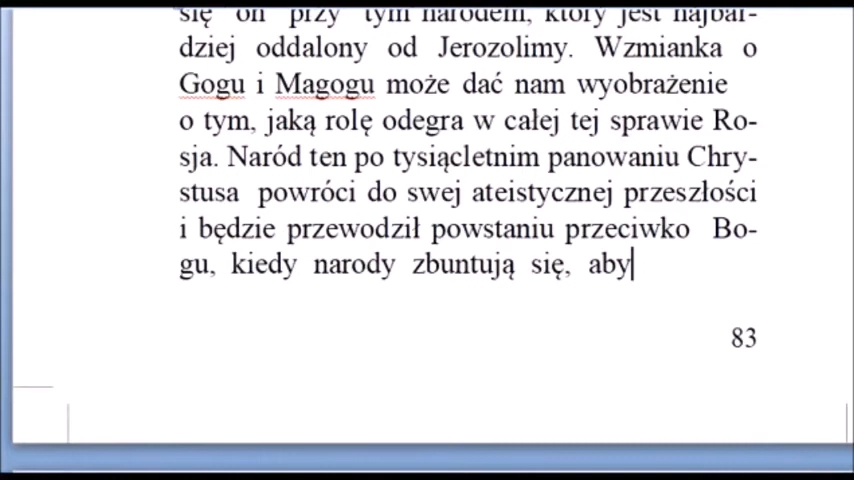 się on przy tym narodem, który jest najbar-
dziej oddalony od Jerozolimy. Wzmianka o
Gogu i Magogu może dać nam wyobrażenie
o tym, jaką rolę odegra w całej tej sprawie Ro-
sja. Naród ten po tysiącletnim panowaniu Chry-
stusa powróci do swej ateistycznej przeszłości
i będzie przewodził powstaniu przeciwko Bo-
gu, kiedy narody zbuntują się, aby
83